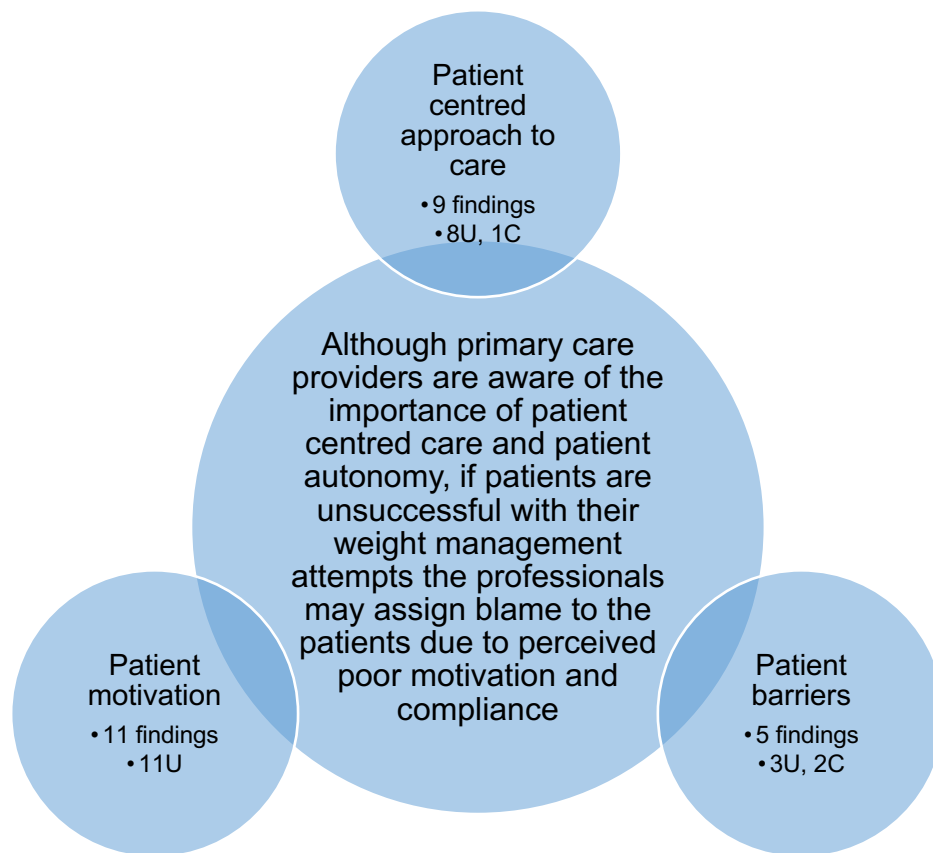 Patient
centred
approach to
care
• 9 findings
• 8U, 1C
Although primary care
providers are aware of the
importance of patient
centred care and patient
autonomy, if patients are
unsuccessful with their
weight management
attempts the professionals
may assign blame to the
patients due to perceived
poor motivation and
compliance
Patient
motivation
• 11 findings
• 11U
Patient
barriers
• 5 findings
• 3U, 2C